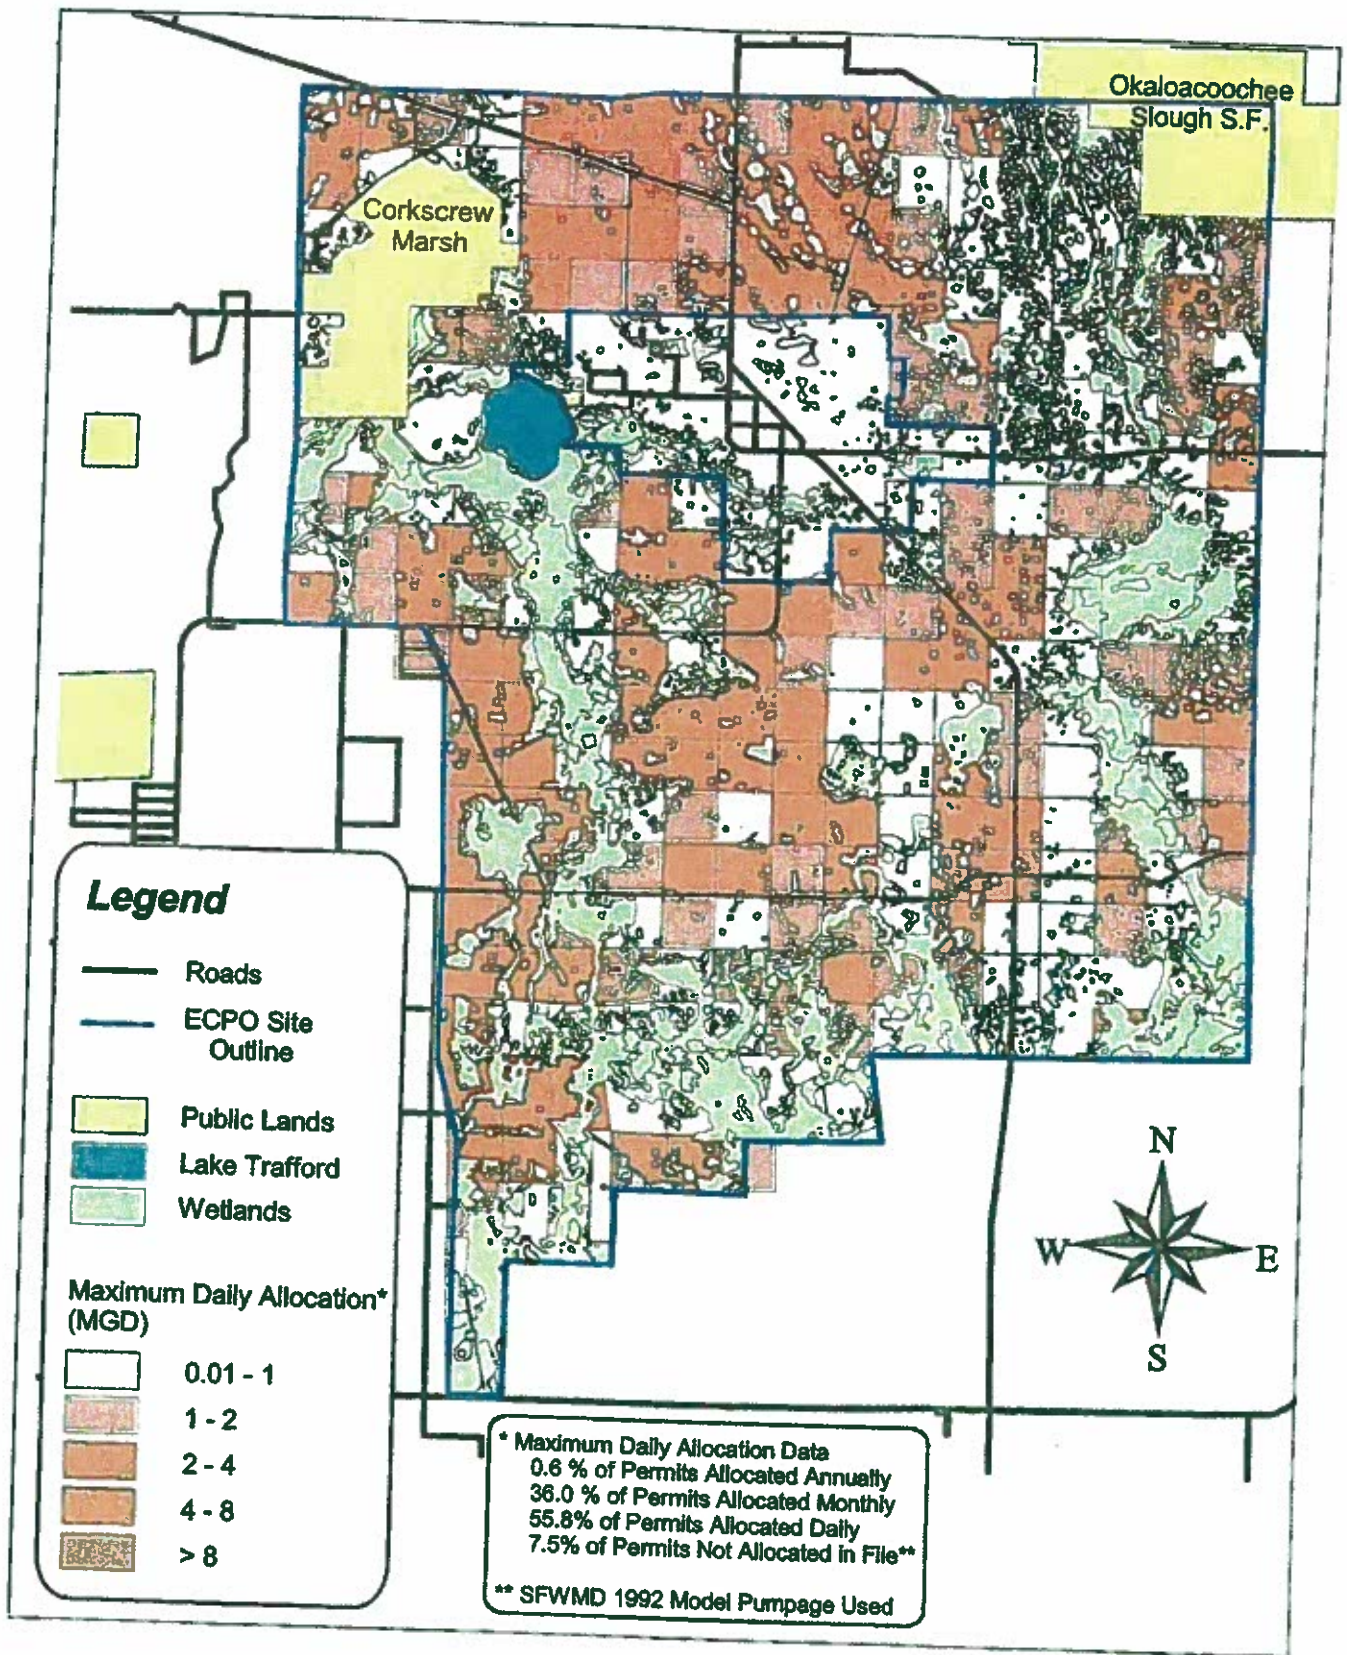 Okaloacoochee
Slough S.F.
Corkscrew
Marsh
Legend
Roads
ECPO Site
Outline
Public Lands
Lake Trafford
Wetlands
Maximum Daily Allocation*
(MGD)
0.01 - 1
1 - 2
2 - 4
4 - 8
> 8
N
W
E
S
* Maximum Daily Allocation Data
0.6 % of Permits Allocated Annually
36.0 % of Permits Allocated Monthly
55.8% of Permits Allocated Daily
7.5% of Permits Not Allocated in File**
** SFWMD 1992 Model Pumpage Used